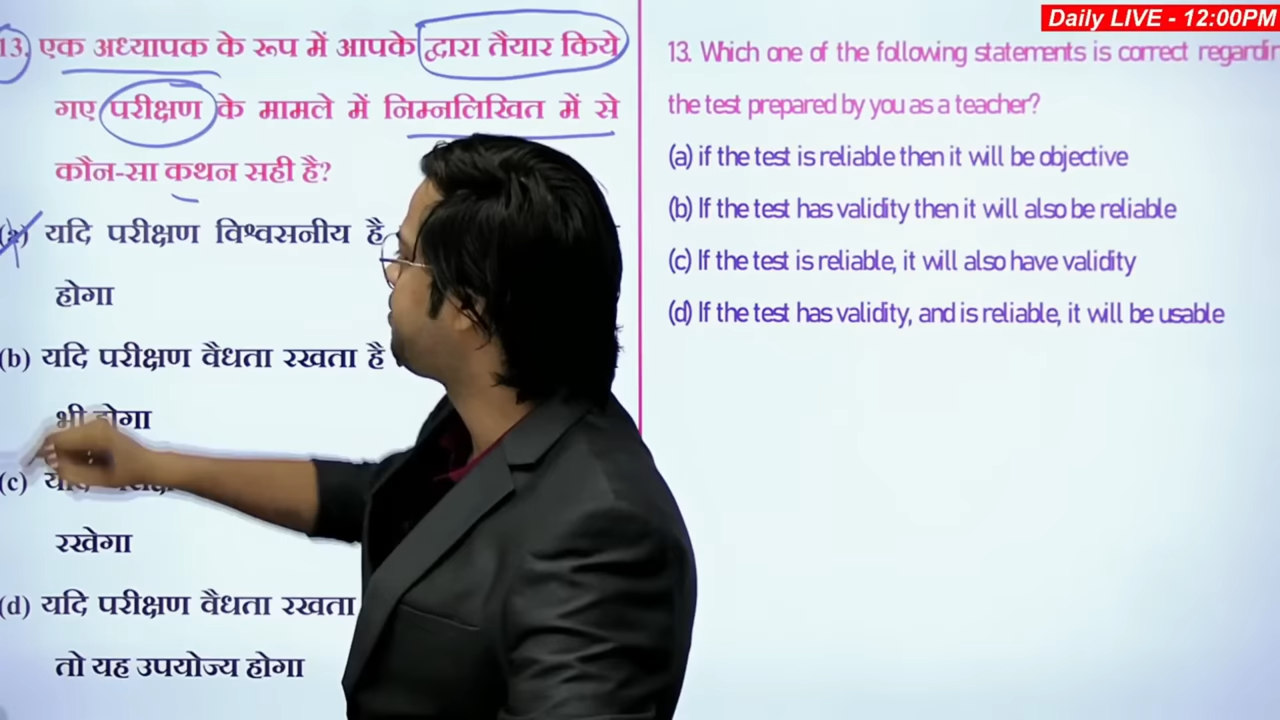 Daily LIVE - 12:00PM
13. एक अध्यापक के रूप में आपके द्वारा तैयार किये
गए परीक्षण के मामले में निम्नलिखित में से
कौन-सा कथन सही है?
(a) यदि परीक्षण विश्वसनीय है
होगा
(b) यदि परीक्षण वैधता रखता है
भी होगा
(c)
रखेगा
(d) यदि परीक्षण वैधता रखता
तो यह उपयोज्य होगा
13. Which one of the following statements is correct
the test prepared by you as a teacher?
(a) if the test is reliable then it will be objective
(b) If the test has validity then it will also be reliable
(c) If the test is reliable, it will also have validity
(d) If the test has validity, and is reliable, it will be usable